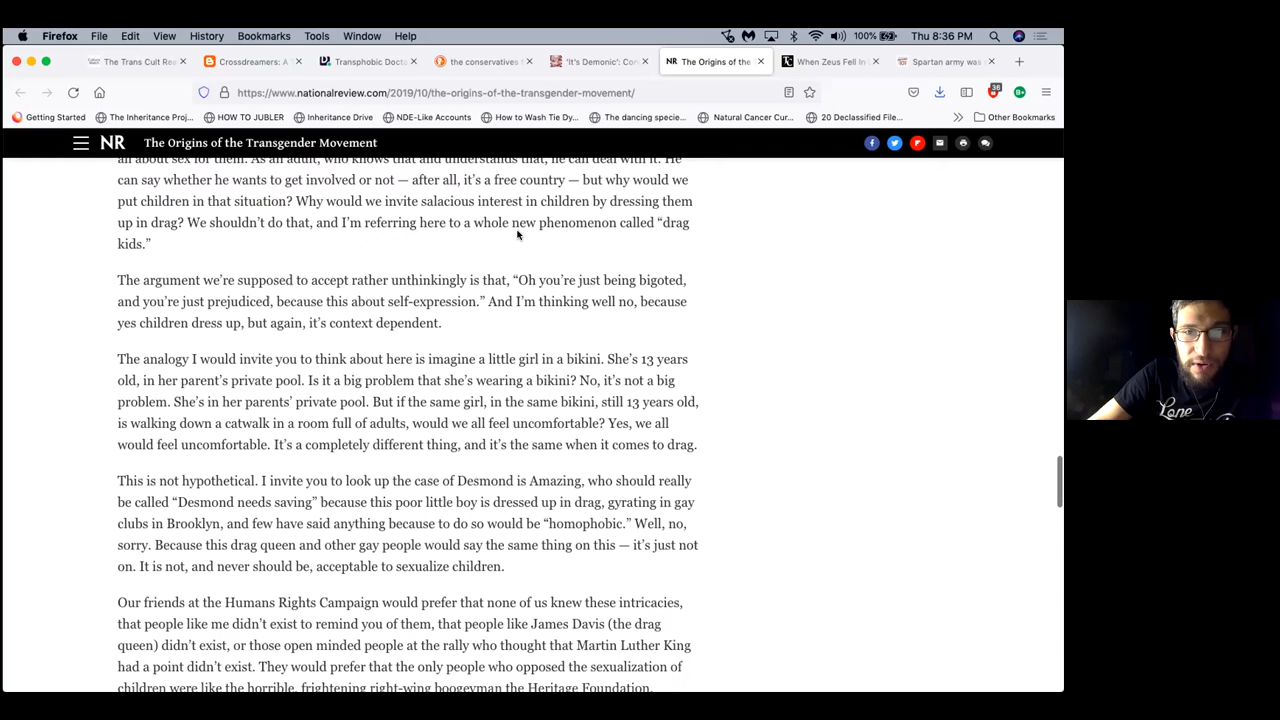 Firefox File Edit View History Bookmarks Tools Window Help 100% Thu 8:36 PM
The Trans Cult Rea Crossdreamers: A T Transphobic Docto the conservatives 'It's Demonic': Con NR The Origins of the TC When Zeus Fell In L Spartan army was a
https://www.nationalreview.com/2019/10/the-origins-of-the-transgender-movement/ 36
Getting Started The Inheritance Proj... HOW TO JUBLER Inheritance Drive NDE-Like Accounts How to Wash Tie Dy... The dancing specie... Natural Cancer Cur... 20 Declassified File... Other Bookmarks
NR The Origins of the Transgender Movement
all about sex for them. As an adult, who knows that and understands that, he can deal with it. He
can say whether he wants to get involved or not — after all, it's a free country — but why would we
put children in that situation? Why would we invite salacious interest in children by dressing them
up in drag? We shouldn't do that, and I'm referring here to a whole new phenomenon called “drag
kids.”
The argument we're supposed to accept rather unthinkingly is that, “Oh you're just being bigoted,
and you're just prejudiced, because this about self-expression.” And I'm thinking well no, because
yes children dress up, but again, it's context dependent.
The analogy I would invite you to think about here is imagine a little girl in a bikini. She's 13 years
old, in her parent's private pool. Is it a big problem that she's wearing a bikini? No, it's not a big
problem. She's in her parents' private pool. But if the same girl, in the same bikini, still 13 years old,
is walking down a catwalk in a room full of adults, would we all feel uncomfortable? Yes, we all
would feel uncomfortable. It's a completely different thing, and it's the same when it comes to drag.
This is not hypothetical. I invite you to look up the case of Desmond is Amazing, who should really
be called “Desmond needs saving” because this poor little boy is dressed up in drag, gyrating in gay
clubs in Brooklyn, and few have said anything because to do so would be “homophobic.” Well, no,
sorry. Because this drag queen and other gay people would say the same thing on this — it's just not
on. It is not, and never should be, acceptable to sexualize children.
Our friends at the Humans Rights Campaign would prefer that none of us knew these intricacies,
that people like me didn't exist to remind you of them, that people like James Davis (the drag
queen) didn't exist, or those open minded people at the rally who thought that Martin Luther King
had a point didn't exist. They would prefer that the only people who opposed the sexualization of
children were like the horrible, frightening right-wing boogeyman the Heritage Foundation.
Lone